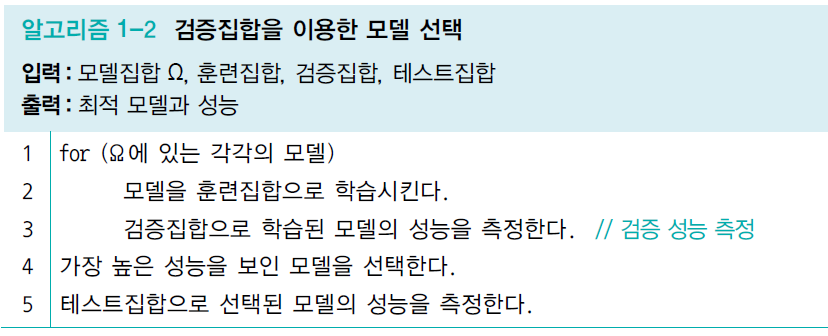 알고리즘 1-2 검증집합을 이용한 모델 선택
입력: 모델집합 Ω, 훈련집합, 검증집합, 테스트집합
출력: 최적 모델과 성능
1 for (Ω에 있는 각각의 모델)
2 모델을 훈련집합으로 학습시킨다.
3 검증집합으로 학습된 모델의 성능을 측정한다. // 검증 성능 측정
4 가장 높은 성능을 보인 모델을 선택한다.
5 테스트집합으로 선택된 모델의 성능을 측정한다.